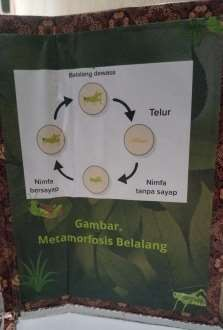 Belalang dewasa
Telur
Nimfa
tanpa sayap
Nimfa
bersayap
Gambar.
Metamorfosis Belalang